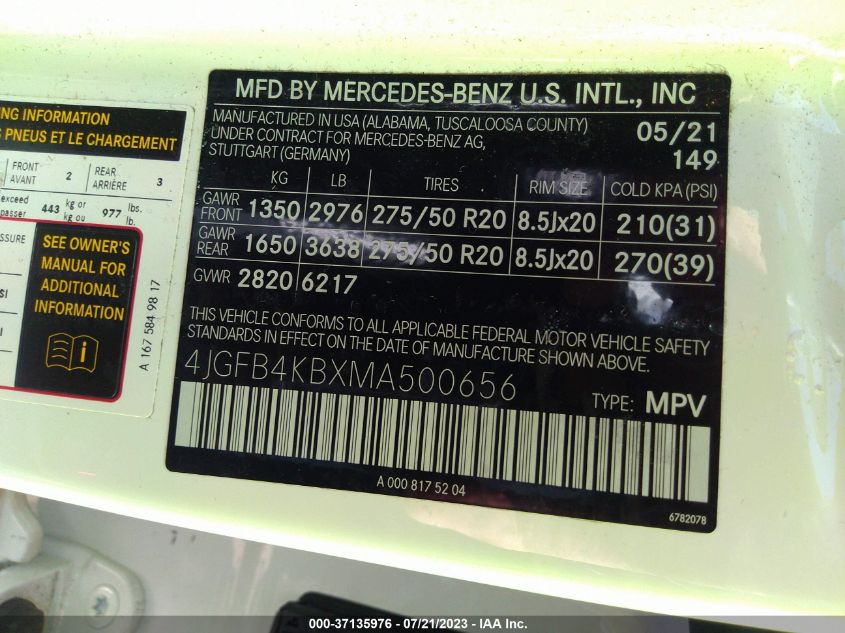 MFD BY MERCEDES-BENZ U.S. INTL., INC
MANUFACTURED IN USA (ALABAMA, TUSCALOOSA COUNTY)
UNDER CONTRACT FOR MERCEDES-BENZ AG,
STUTTGART (GERMANY)
05/21
149
KG LB TIRES RIM SIZE COLD KPA (PSI)
GAWR FRONT 1350 2976 275/50 R20 8.5Jx20 210(31)
GAWR REAR 1650 3638 275/50 R20 8.5Jx20 270(39)
GVWR 2820 6217
THIS VEHICLE CONFORMS TO ALL APPLICABLE FEDERAL MOTOR VEHICLE SAFETY
STANDARDS IN EFFECT ON THE DATE OF MANUFACTURE SHOWN ABOVE.
4JGFB4KBXMA500656
TYPE: MPV
A 000 817 52 04
6782078
INFORMATION
PNEUS ET LE CHARGEMENT
FRONT AVANT 2 REAR ARRIÈRE 3
exceed 443 kg or 977 lbs.
kg ou lb.
SEE OWNER'S
MANUAL FOR
ADDITIONAL
INFORMATION
A 167 584 98 17
000-37135976 - 07/21/2023 - IAA Inc.